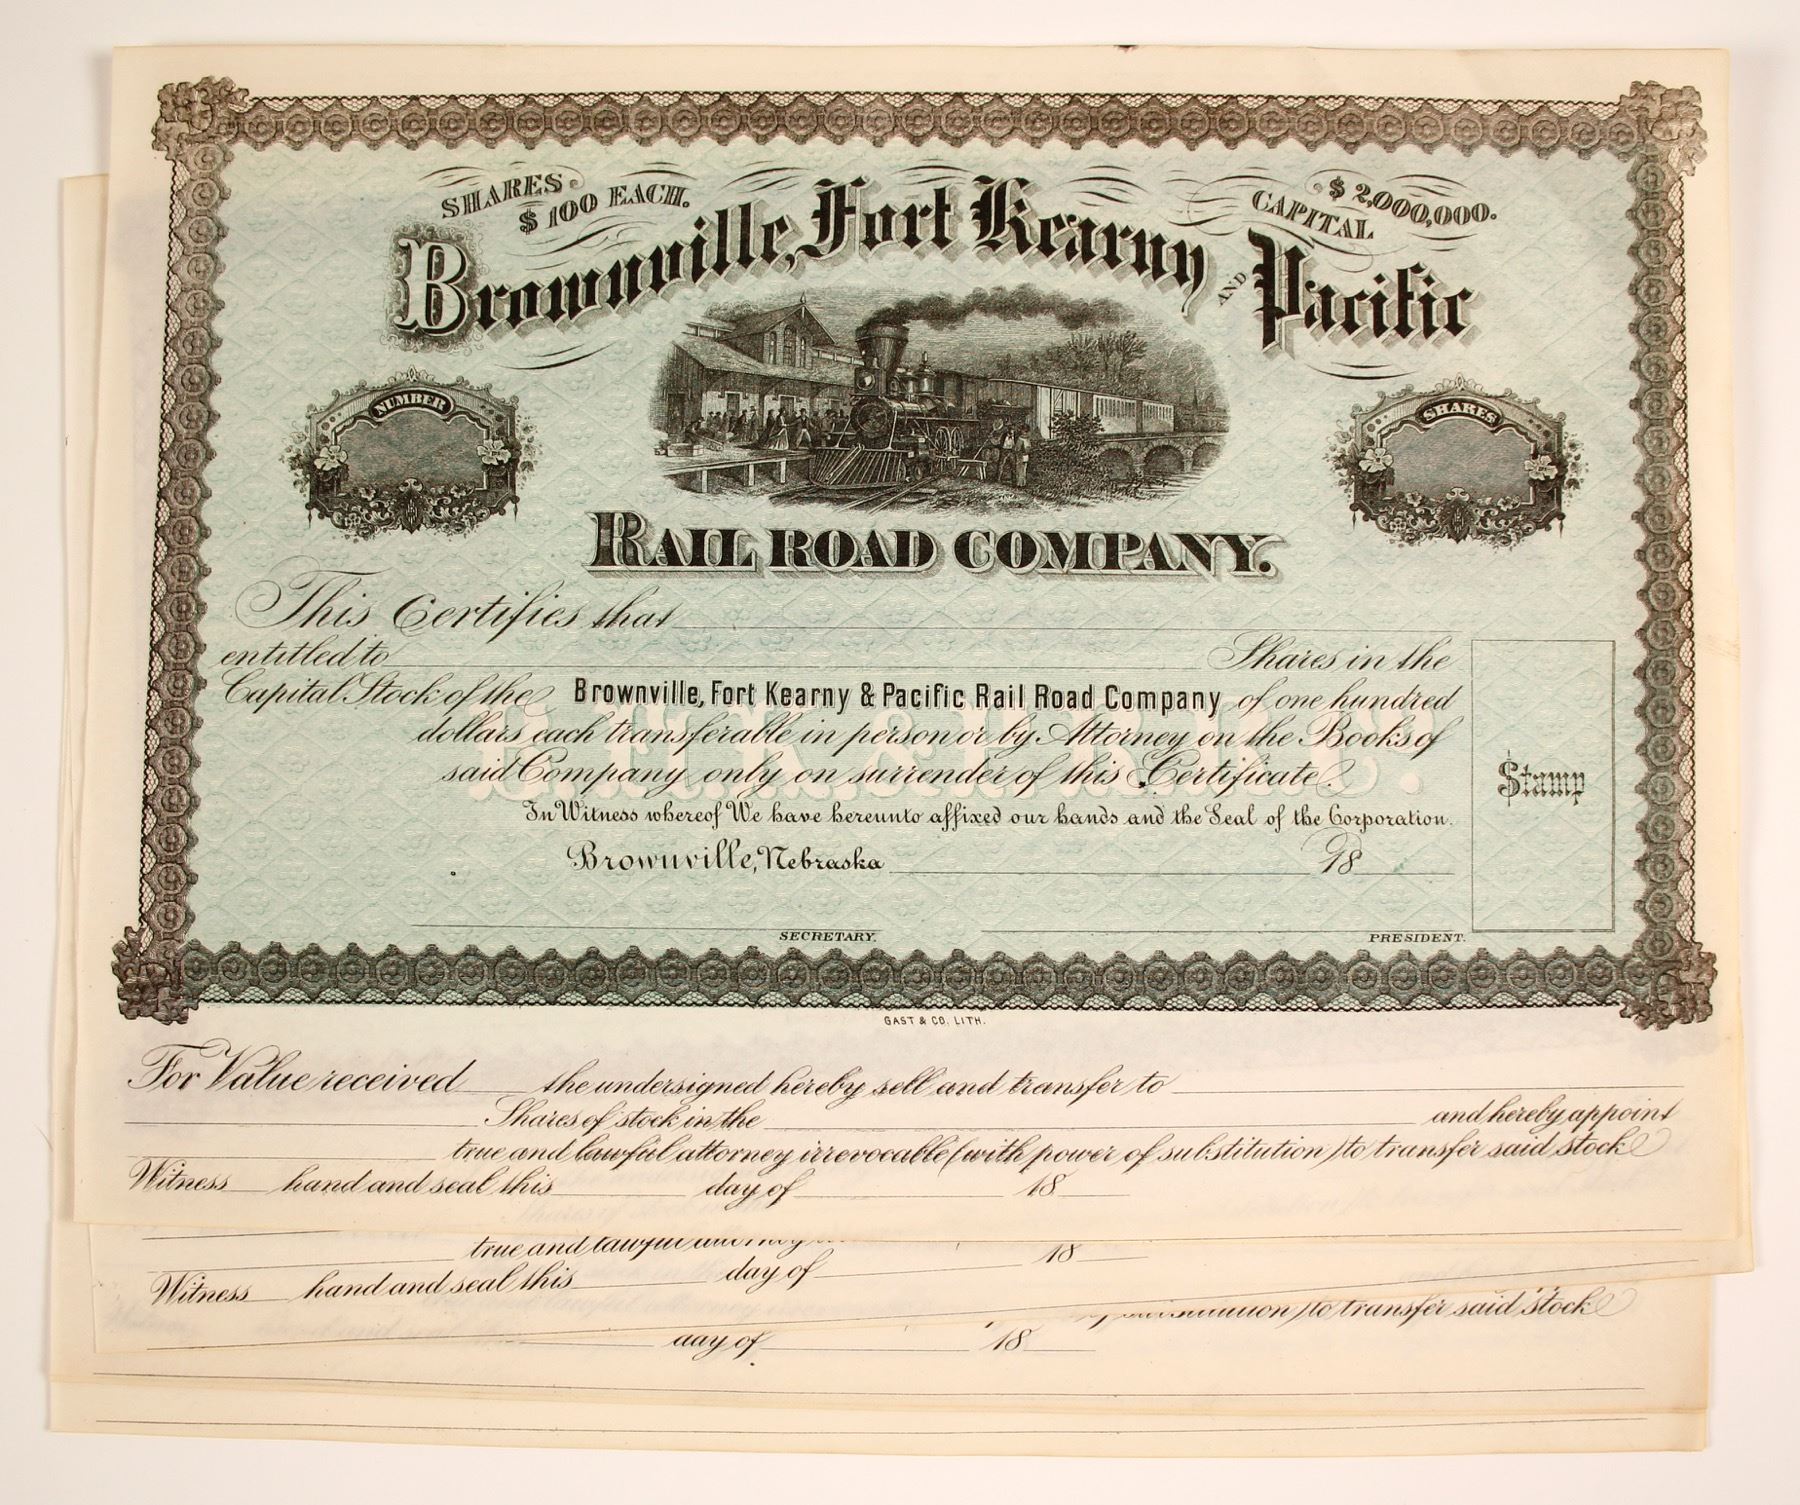 SHARES $100 EACH.
CAPITAL $2,000,000.
Brownville, Fort Kearny AND Pacific
NUMBER
SHARES
RAIL ROAD COMPANY.
This Certifies that
entitled to Shares in the
Capital Stock of the Brownville, Fort Kearny & Pacific Rail Road Company of one hundred
dollars each transferable in person or by Attorney on the Books of
said Company only on surrender of this Certificate.
In Witness whereof We have hereunto affixed our hands and the Seal of the Corporation.
Brownville, Nebraska 18
Stamp
SECRETARY.
PRESIDENT.
GAST & CO. LITH.
For Value received the undersigned hereby sell and transfer to
Shares of stock in the and hereby appoint
true and lawful attorney irrevocable (with power of substitution) to transfer said stock
Witness hand and seal this day of 18
true and lawful attorney
18
Witness hand and seal this day of
to transfer said stock
day of 18